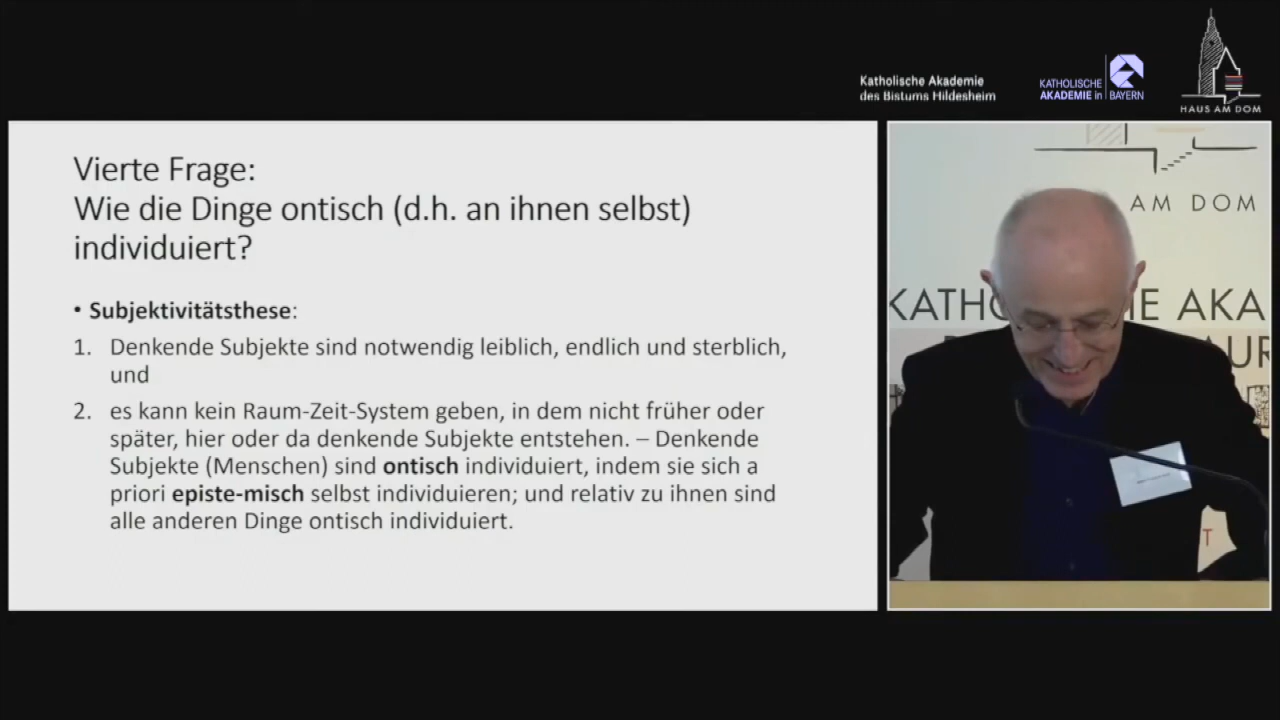 Katholische Akademie
des Bistums Hildesheim
KATHOLISCHE
AKADEMIE in BAYERN
HAUS AM DOM
Vierte Frage:
Wie die Dinge ontisch (d.h. an ihnen selbst)
individuiert?
• Subjektivitätsthese:
1. Denkende Subjekte sind notwendig leiblich, endlich und sterblich,
und
2. es kann kein Raum-Zeit-System geben, in dem nicht früher oder
später, hier oder da denkende Subjekte entstehen. – Denkende
Subjekte (Menschen) sind ontisch individuiert, indem sie sich a
priori episte-misch selbst individuieren; und relativ zu ihnen sind
alle anderen Dinge ontisch individuiert.
AM DOM
KATHO IE AKA
AUR
T